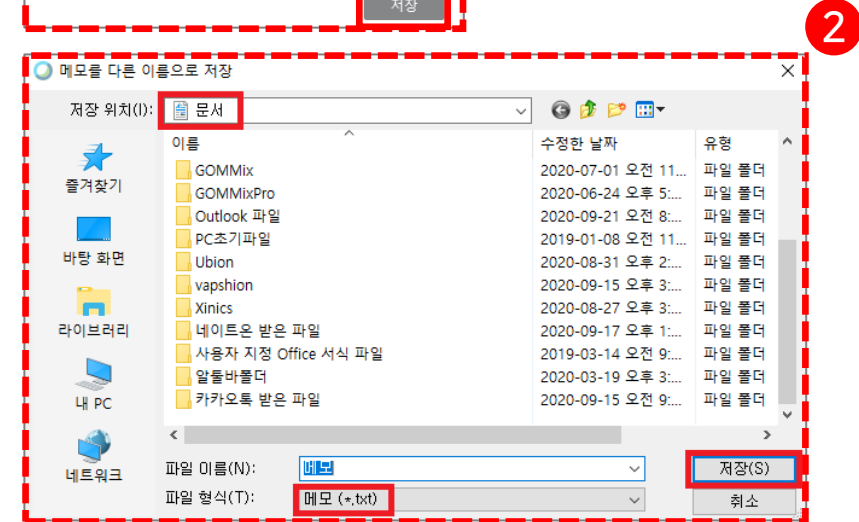 저장
2
메모를 다른 이름으로 저장
저장 위치(I): 문서
이름 수정한 날짜 유형
GOMMix 2020-07-01 오전 11... 파일 폴더
GOMMixPro 2020-06-24 오후 5:... 파일 폴더
Outlook 파일 2020-09-21 오전 8:... 파일 폴더
PC초기파일 2019-01-08 오전 11... 파일 폴더
Ubion 2020-08-31 오후 2:... 파일 폴더
vapshion 2020-09-15 오후 3:... 파일 폴더
Xinics 2020-08-27 오후 3:... 파일 폴더
네이트온 받은 파일 2020-09-17 오후 1:... 파일 폴더
사용자 지정 Office 서식 파일 2019-03-14 오전 9:... 파일 폴더
알툴바폴더 2020-03-19 오후 3:... 파일 폴더
카카오톡 받은 파일 2020-09-15 오전 9:... 파일 폴더
즐겨찾기
바탕 화면
라이브러리
내 PC
네트워크
파일 이름(N): 메모 저장(S)
파일 형식(T): 메모 (*.txt) 취소